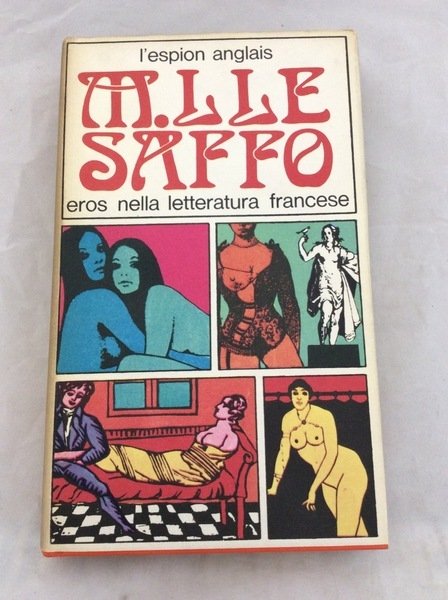 l'espion anglais
M.LLE
SAFFO
eros nella letteratura francese